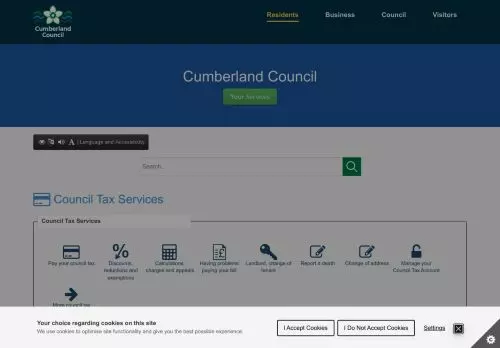 Cumberland
Council
Residents
Business
Council
Visitors
Cumberland Council
Your Services
A | Language and Accessibility
Search...
Council Tax Services
Council Tax Services
Pay your council tax
Discounts,
reductions and
exemptions
Calculations,
charges and appeals
Having problems
paying your bill
Landlord, change of
tenant
Report a death
Change of address
Manage your
Council Tax Account
More council tax
Your choice regarding cookies on this site
We use cookies to optimise site functionality and give you the best possible experience.
I Accept Cookies
I Do Not Accept Cookies
Settings